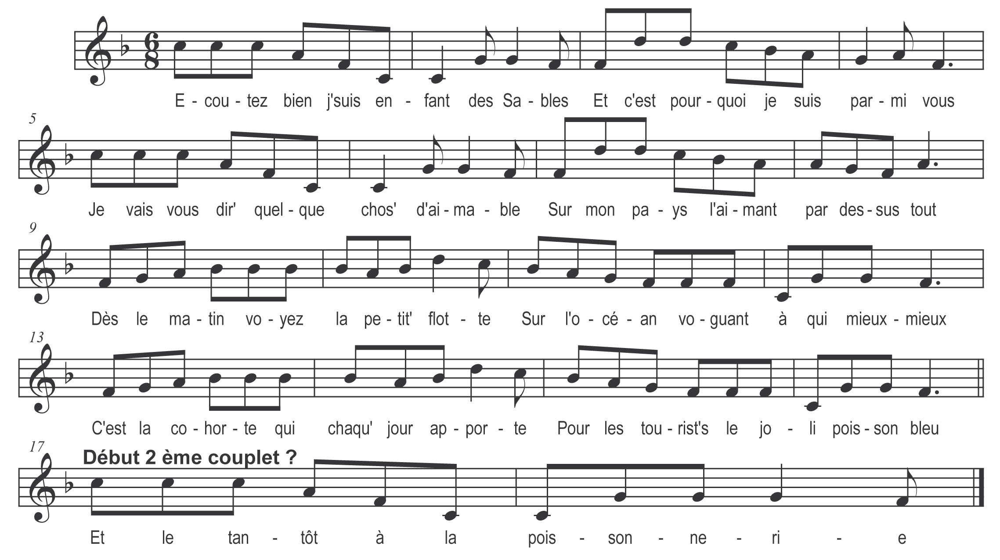 6
8
E - cou - tez bien j'suis en - fant des Sa - bles Et c'est pour - quoi je suis par - mi vous
5
Je vais vous dir' quel - que chos' d'ai - ma - ble Sur mon pa - ys l'ai - mant par des - sus tout
9
Dès le ma - tin vo - yez la pe - tit' flot - te Sur l'o - cé - an vo - guant à qui mieux - mieux
13
C'est la co - hor - te qui chaqu' jour ap - por - te Pour les tou - rist's le jo - li pois - son bleu
17
Début 2 ème couplet ?
Et le tan - tôt à la pois - son - ne - ri - e